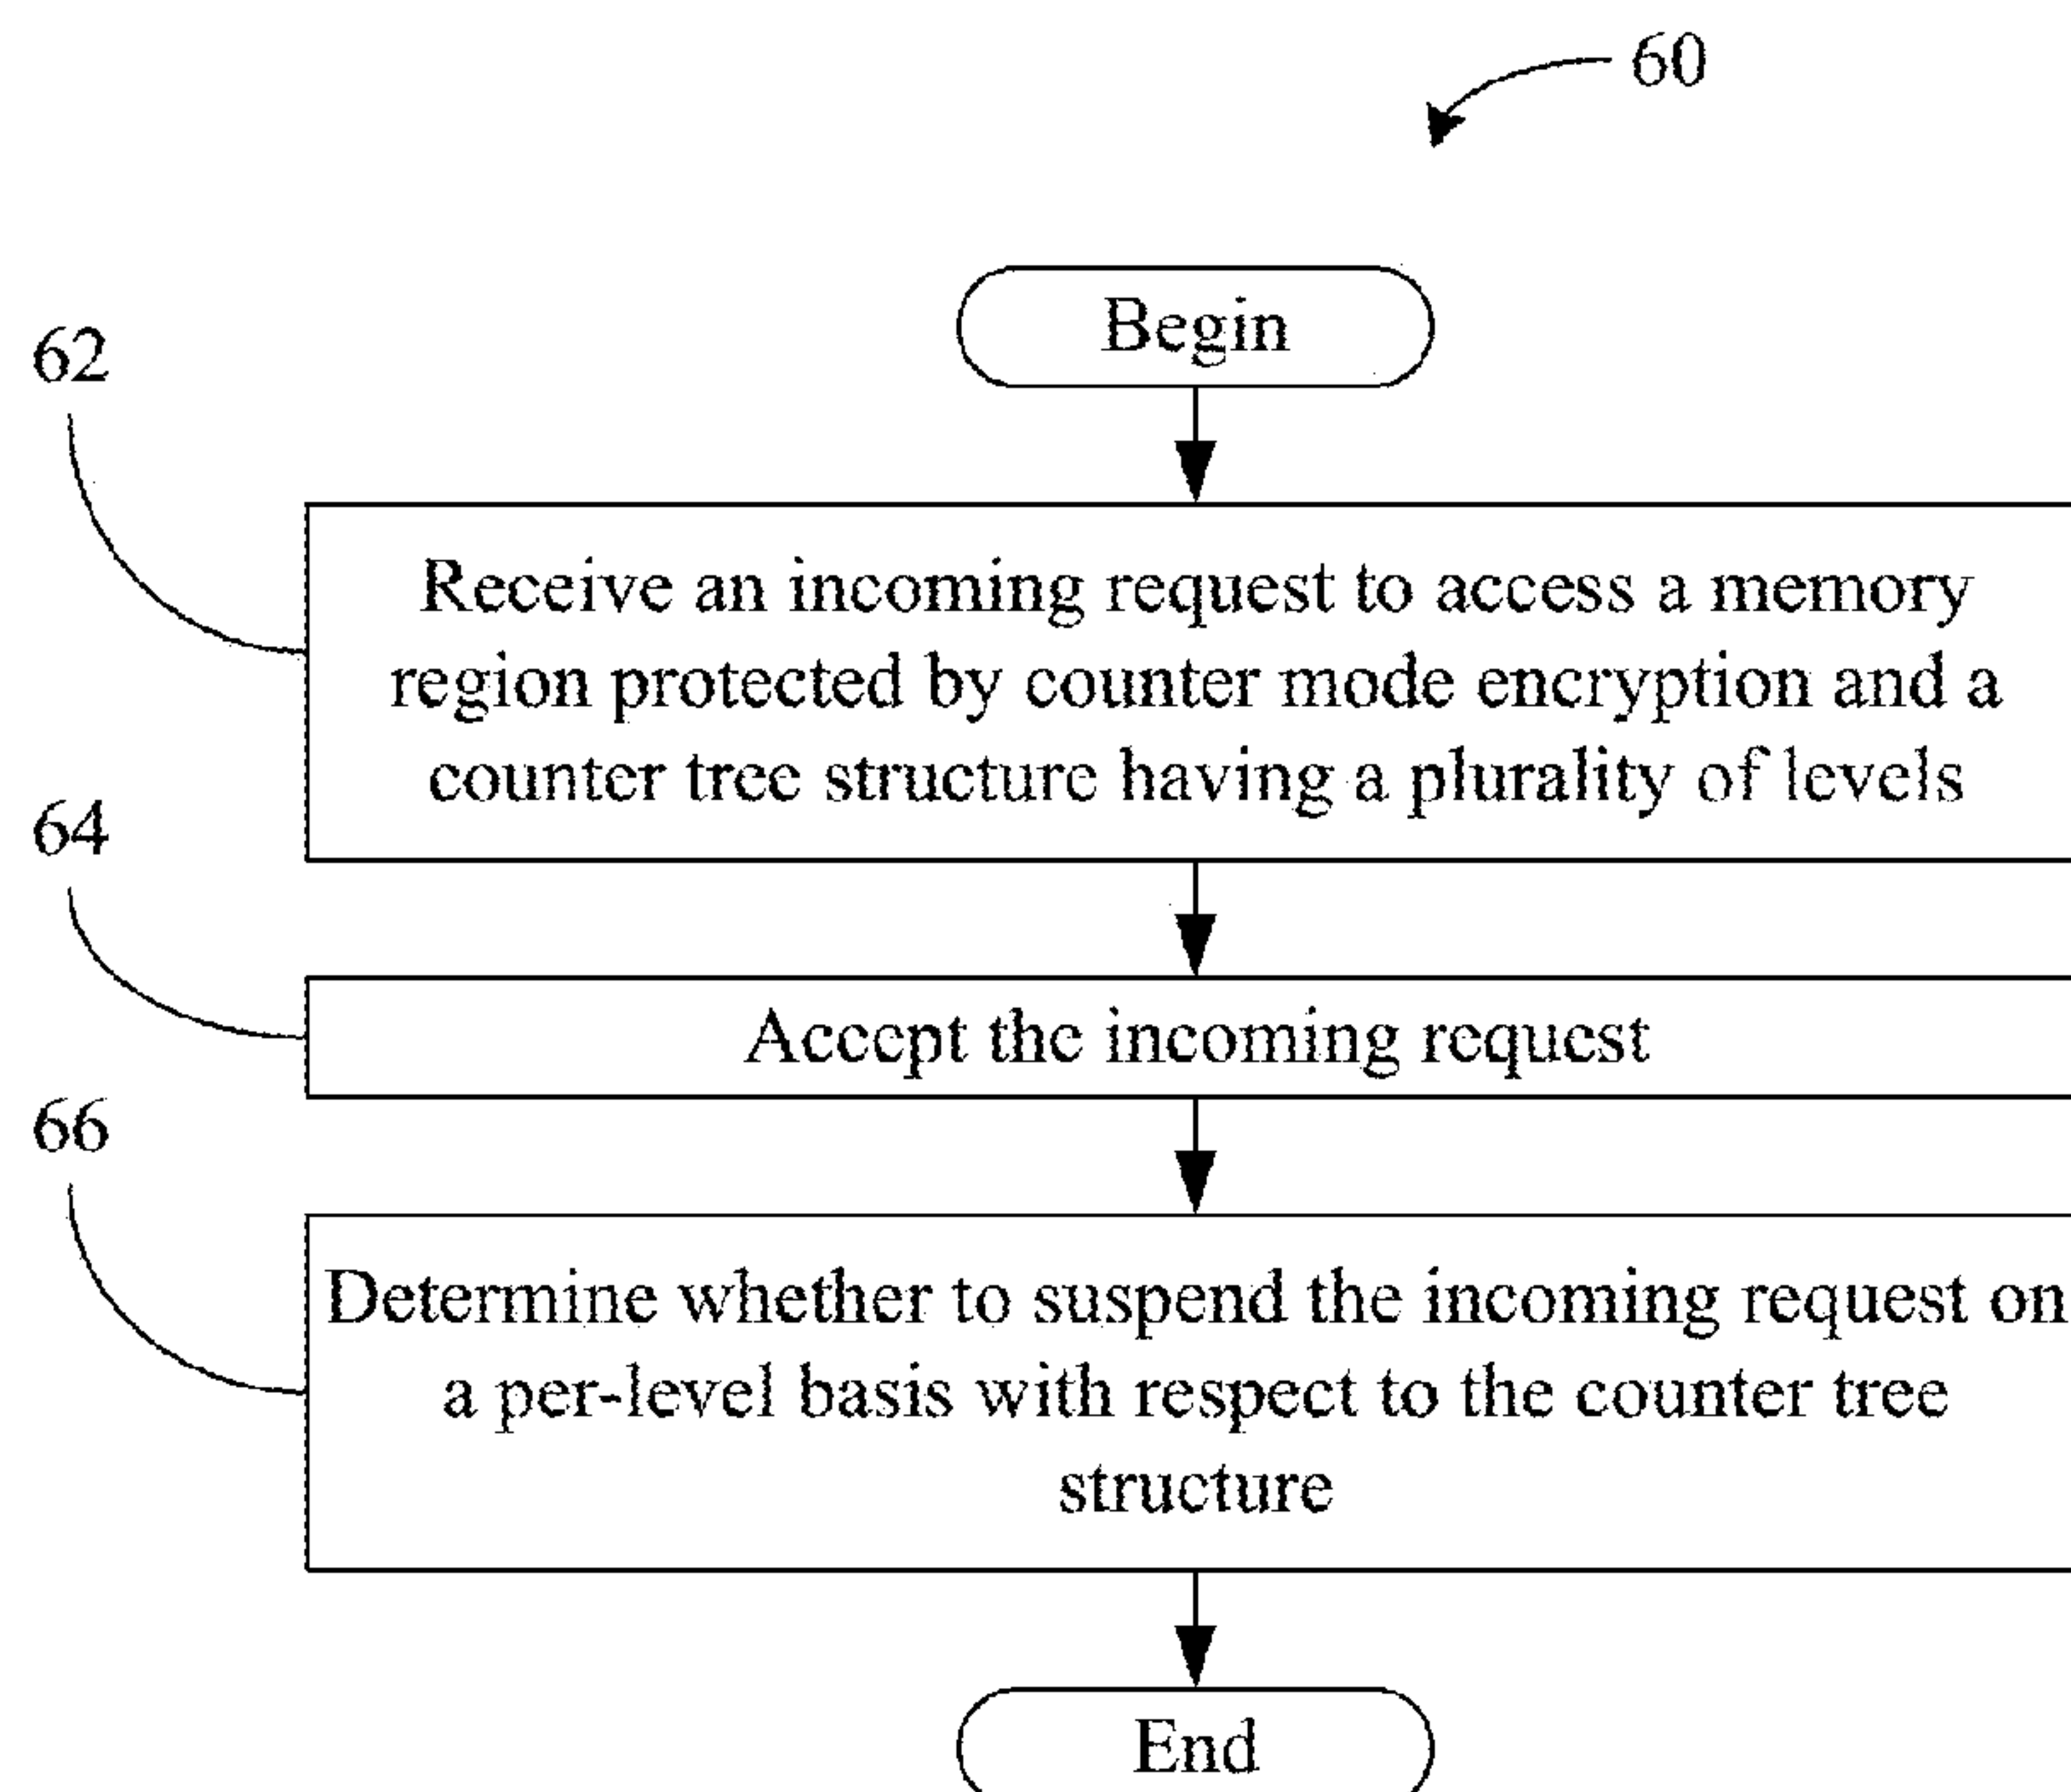 60
Begin
62
Receive an incoming request to access a memory
region protected by counter mode encryption and a
counter tree structure having a plurality of levels
64
Accept the incoming request
66
Determine whether to suspend the incoming request on
a per-level basis with respect to the counter tree
structure
End